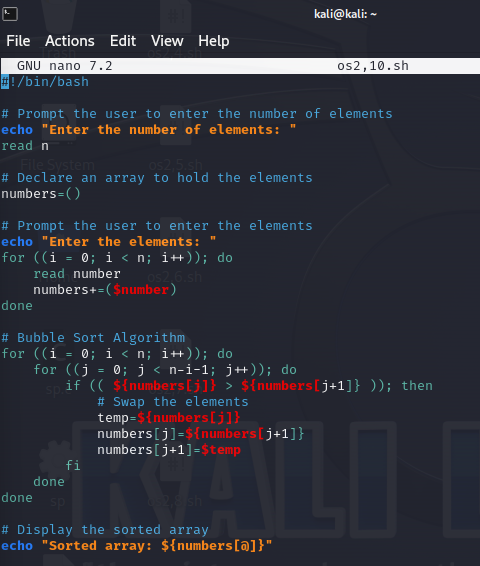 kali@kali: ~
File Actions Edit View Help
GNU nano 7.2 os2,10.sh
#!/bin/bash
# Prompt the user to enter the number of elements
echo "Enter the number of elements: "
read n
# Declare an array to hold the elements
numbers=()
# Prompt the user to enter the elements
echo "Enter the elements: "
for ((i = 0; i < n; i++)); do
    read number
    numbers+=($number)
done
# Bubble Sort Algorithm
for ((i = 0; i < n; i++)); do
    for ((j = 0; j < n-i-1; j++)); do
        if (( ${numbers[j]} > ${numbers[j+1]} )); then
            # Swap the elements
            temp=${numbers[j]}
            numbers[j]=${numbers[j+1]}
            numbers[j+1]=$temp
        fi
    done
done
# Display the sorted array
echo "Sorted array: ${numbers[@]}"